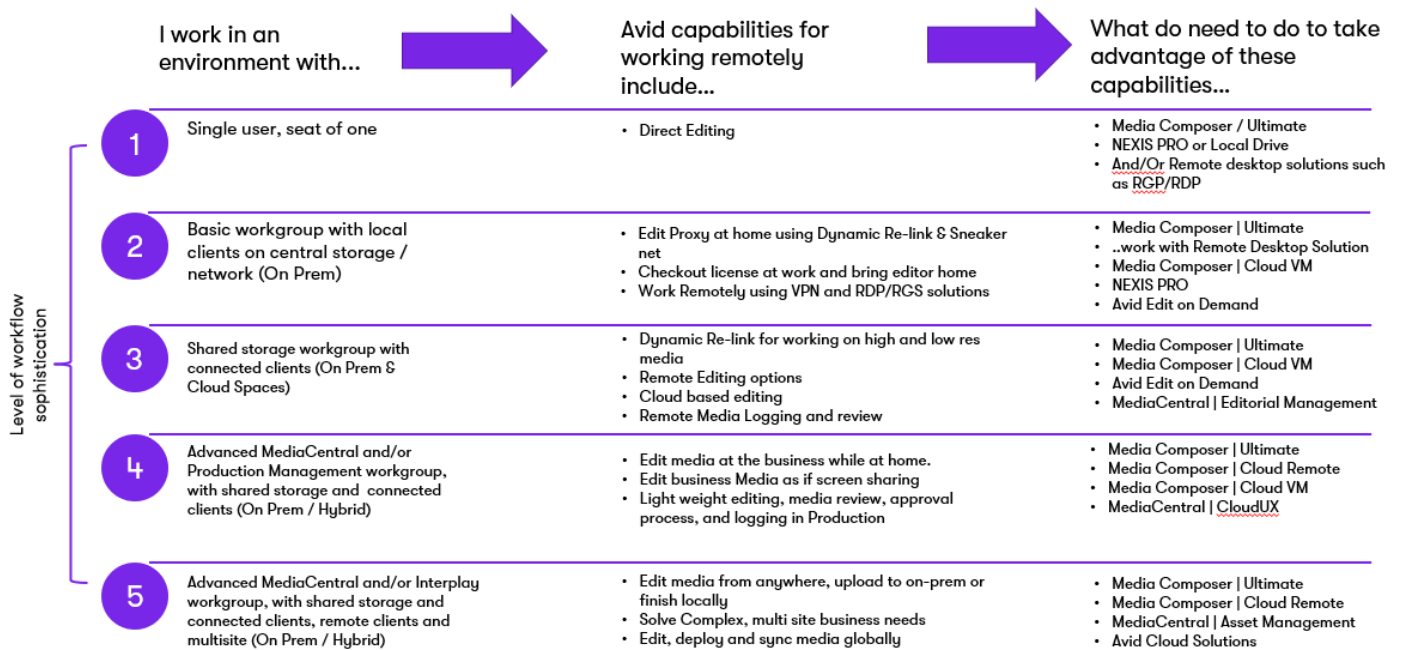 I work in an
environment with...
Avid capabilities for
working remotely
include...
What do need to do to take
advantage of these
capabilities...
Level of workflow
sophistication
1
Single user, seat of one
• Direct Editing
• Media Composer / Ultimate
• NEXIS PRO or Local Drive
• And/Or Remote desktop solutions such
as RGP/RDP
2
Basic workgroup with local
clients on central storage /
network (On Prem)
• Edit Proxy at home using Dynamic Re-link & Sneaker
net
• Checkout license at work and bring editor home
• Work Remotely using VPN and RDP/RGS solutions
• Media Composer | Ultimate
• ..work with Remote Desktop Solution
• Media Composer | Cloud VM
• NEXIS PRO
• Avid Edit on Demand
3
Shared storage workgroup with
connected clients (On Prem &
Cloud Spaces)
• Dynamic Re-link for working on high and low res
media
• Remote Editing options
• Cloud based editing
• Remote Media Logging and review
• Media Composer | Ultimate
• Media Composer | Cloud VM
• Avid Edit on Demand
• MediaCentral | Editorial Management
4
Advanced MediaCentral and/or
Production Management workgroup,
with shared storage and connected
clients (On Prem / Hybrid)
• Edit media at the business while at home.
• Edit business Media as if screen sharing
• Light weight editing, media review, approval
process, and logging in Production
• Media Composer | Ultimate
• Media Composer | Cloud Remote
• Media Composer | Cloud VM
• MediaCentral | CloudUX
5
Advanced MediaCentral and/or Interplay
workgroup, with shared storage and
connected clients, remote clients and
multisite (On Prem / Hybrid)
• Edit media from anywhere, upload to on-prem or
finish locally
• Solve Complex, multi site business needs
• Edit, deploy and sync media globally
• Media Composer | Ultimate
• Media Composer | Cloud Remote
• MediaCentral | Asset Management
• Avid Cloud Solutions